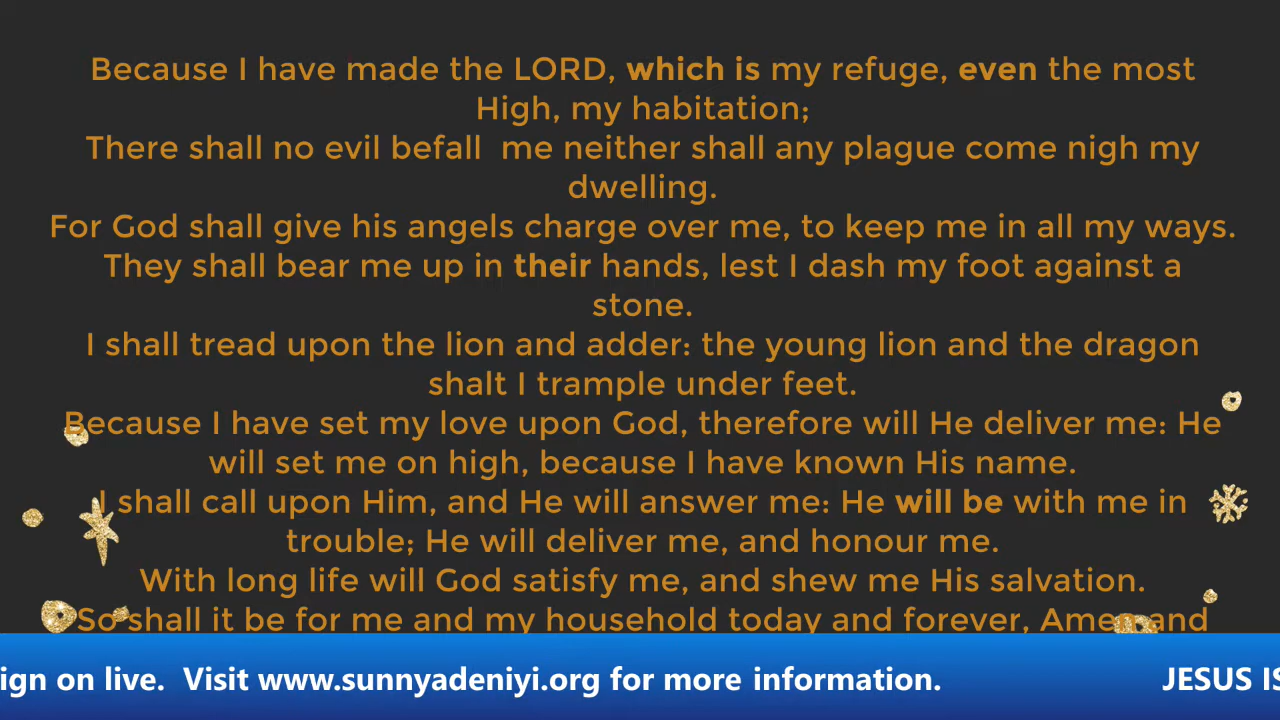 Because I have made the LORD, which is my refuge, even the most
High, my habitation;
There shall no evil befall  me neither shall any plague come nigh my
dwelling.
For God shall give his angels charge over me, to keep me in all my ways.
They shall bear me up in their hands, lest I dash my foot against a
stone.
I shall tread upon the lion and adder: the young lion and the dragon
shalt I trample under feet.
Because I have set my love upon God, therefore will He deliver me: He
will set me on high, because I have known His name.
I shall call upon Him, and He will answer me: He will be with me in
trouble; He will deliver me, and honour me.
With long life will God satisfy me, and shew me His salvation.
So shall it be for me and my household today and forever, Amen and
ign on live.  Visit www.sunnyadeniyi.org for more information. JESUS IS